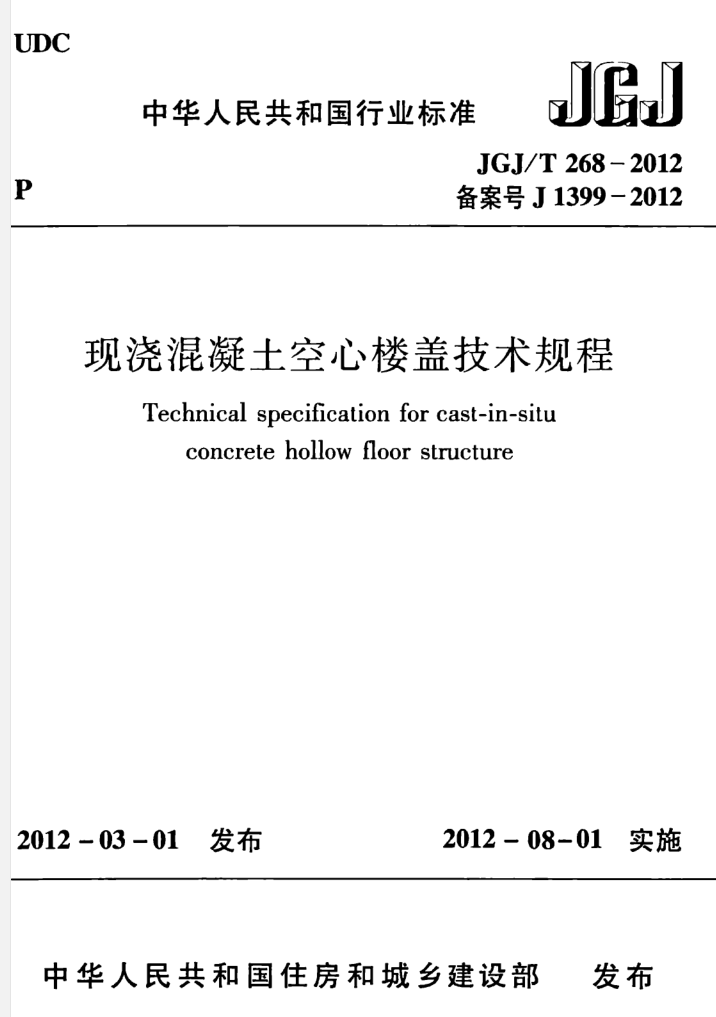 UDC
中华人民共和国行业标准
JGJ
JGJ/T 268－2012
P
备案号 J 1399－2012
现浇混凝土空心楼盖技术规程
Technical specification for cast-in-situ
concrete hollow floor structure
2012－03－01 发布
2012－08－01 实施
中华人民共和国住房和城乡建设部 发布